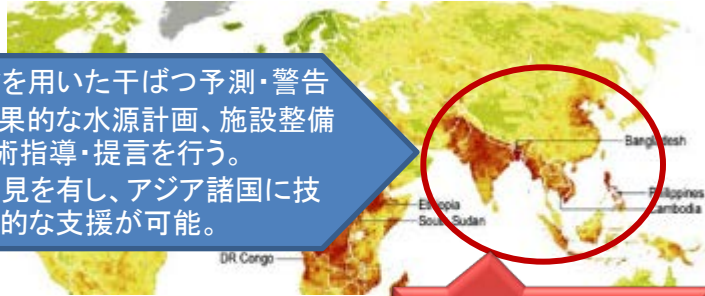 を用いた干ばつ予測・警告
果的な水源計画、施設整備
術指導・提言を行う。
見を有し、アジア諸国に技
的な支援が可能。
Bangladesh
Philippines
Cambodia
Ethiopia
South Sudan
DR Congo